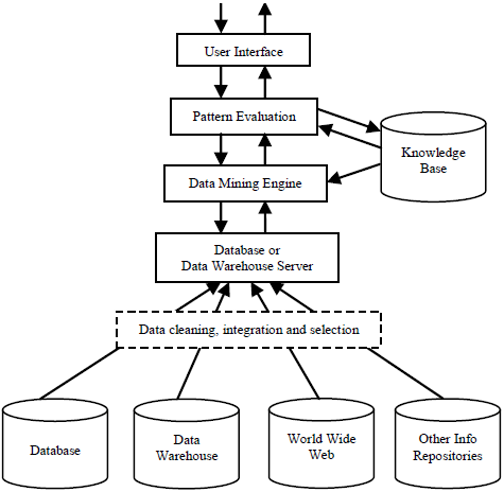 User Interface
Pattern Evaluation
Knowledge
Base
Data Mining Engine
Database or
Data Warehouse Server
Data cleaning, integration and selection
Database
Data
Warehouse
World Wide
Web
Other Info
Repositories